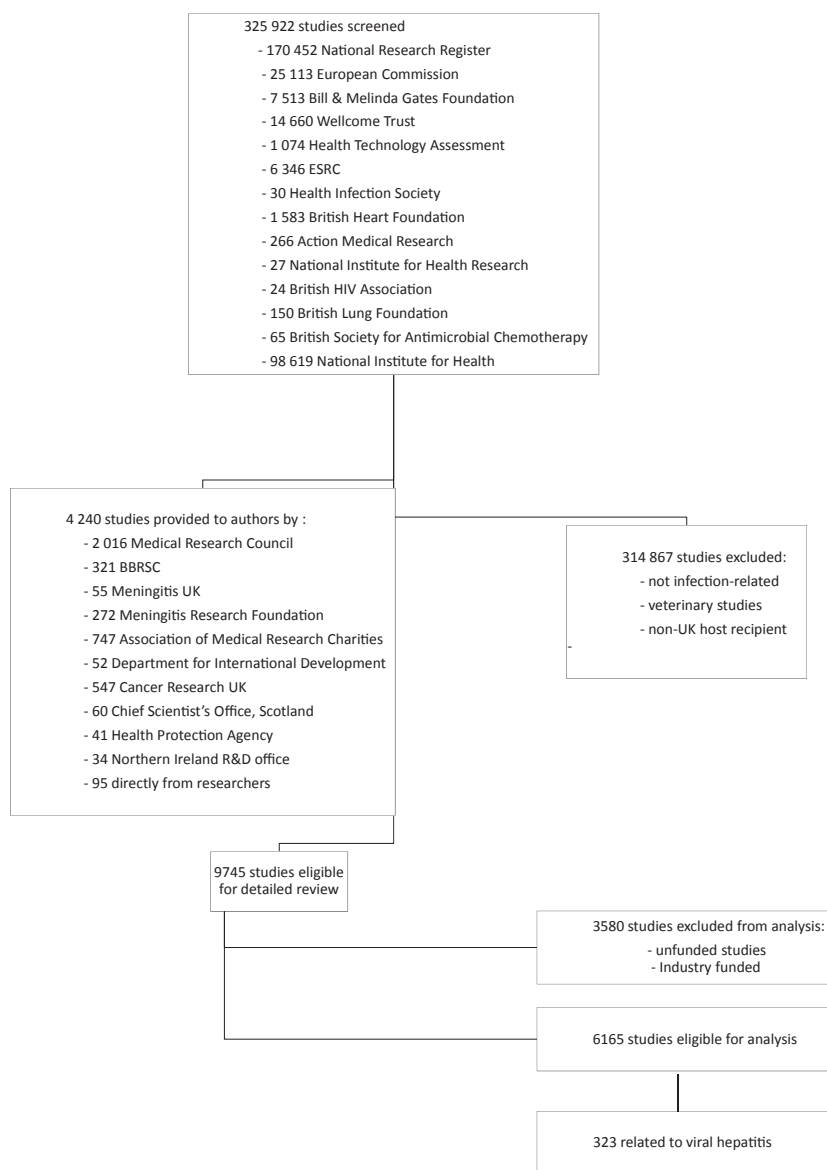 325 922 studies screened
- 170 452 National Research Register
- 25 113 European Commission
- 7 513 Bill & Melinda Gates Foundation
- 14 660 Wellcome Trust
- 1 074 Health Technology Assessment
- 6 346 ESRC
- 30 Health Infection Society
- 1 583 British Heart Foundation
- 266 Action Medical Research
- 27 National Institute for Health Research
- 24 British HIV Association
- 150 British Lung Foundation
- 65 British Society for Antimicrobial Chemotherapy
- 98 619 National Institute for Health
4 240 studies provided to authors by :
- 2 016 Medical Research Council
- 321 BBRSC
- 55 Meningitis UK
- 272 Meningitis Research Foundation
- 747 Association of Medical Research Charities
- 52 Department for International Development
- 547 Cancer Research UK
- 60 Chief Scientist's Office, Scotland
- 41 Health Protection Agency
- 34 Northern Ireland R&D office
- 95 directly from researchers
314 867 studies excluded:
- not infection-related
- veterinary studies
- non-UK host recipient
-
9745 studies eligible
for detailed review
3580 studies excluded from analysis:
- unfunded studies
- Industry funded
6165 studies eligible for analysis
323 related to viral hepatitis